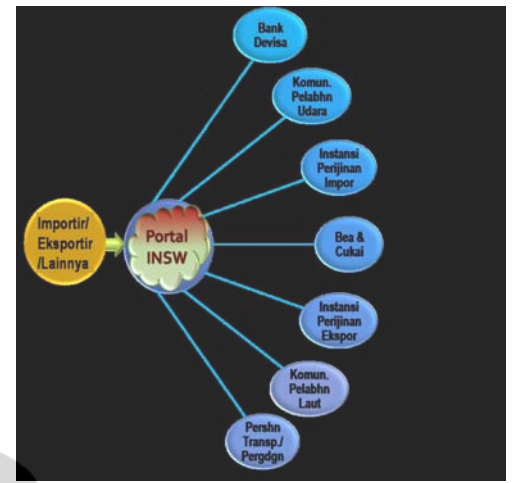 Bank
Devisa
Komun.
Pelabhn
Udara
Instansi
Perijinan
Impor
Importir/
Eksportir
/Lainnya
Portal
INSW
Bea &
Cukai
Instansi
Perijinan
Ekspor
Komun.
Pelabhn
Laut
Pershn
Transp./
Pergdgn